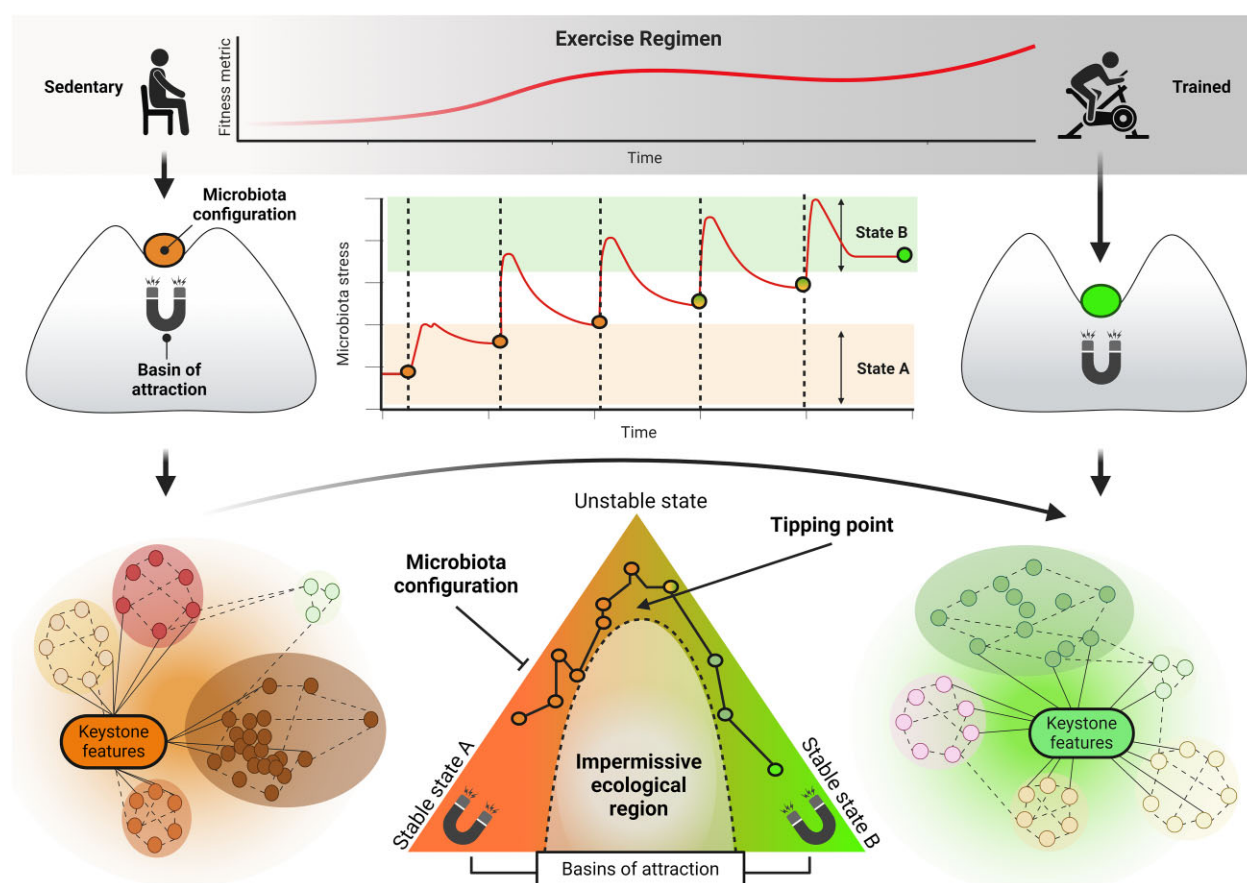 Exercise Regimen
Sedentary
Fitness metric
Time
Trained
Microbiota
configuration
Basin of
attraction
Microbiota stress
State B
State A
Time
Unstable state
Tipping point
Microbiota
configuration
Keystone
features
Stable state A
Impermissive
ecological
region
Stable state B
Basins of attraction
Keystone
features